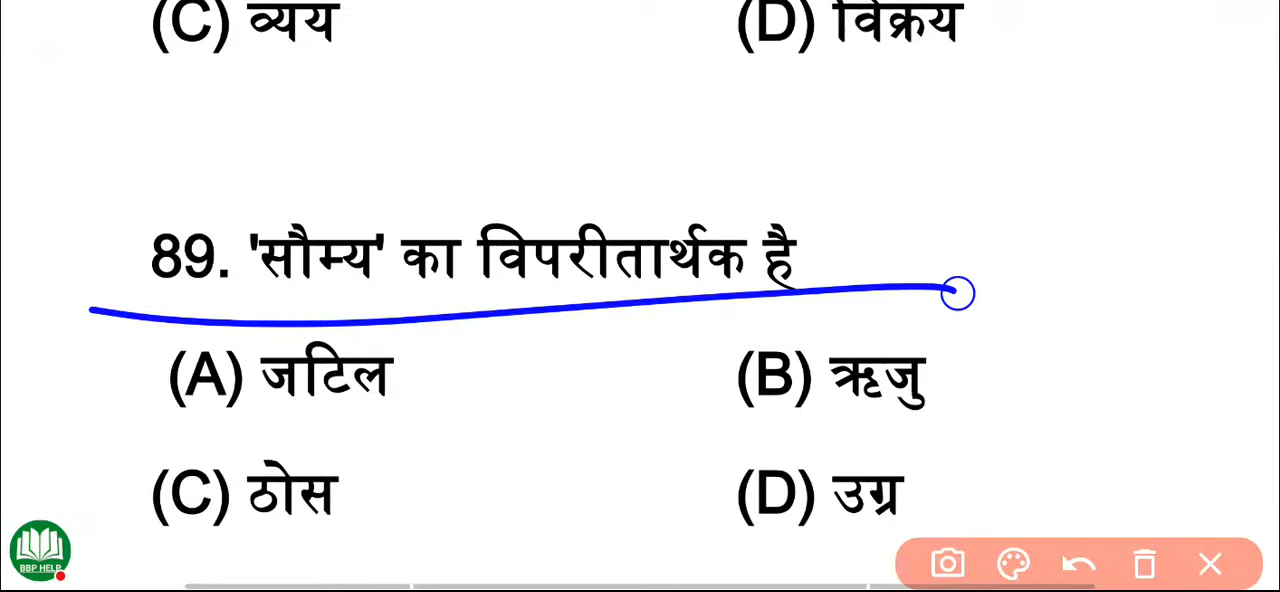 (C) व्यय (D) विक्रय
89. 'सौम्य' का विपरीतार्थक है
(A) जटिल (B) ऋजु
(C) ठोस (D) उग्र
BBP HELP